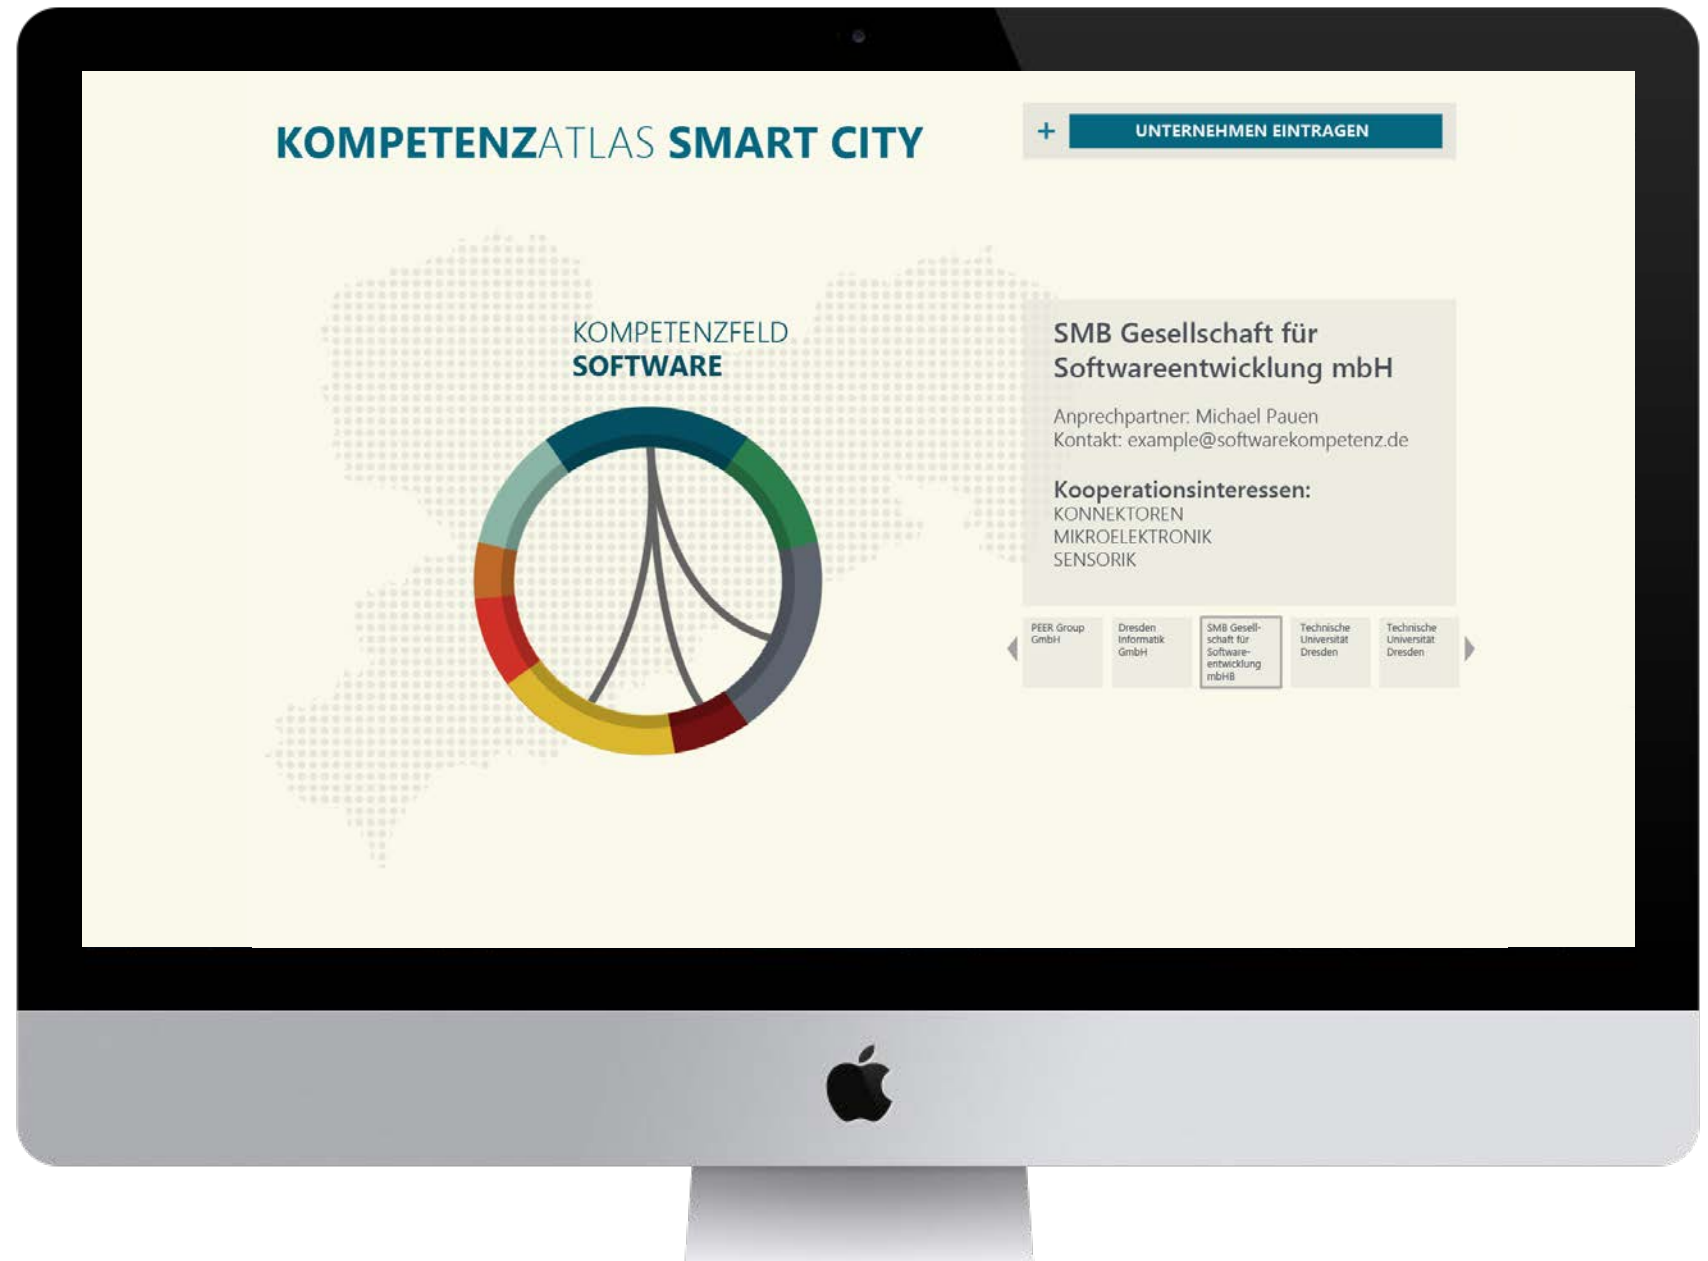 KOMPETENZATLAS SMART CITY
+ UNTERNEHMEN EINTRAGEN
KOMPETENZFELD
SOFTWARE
SMB Gesellschaft für
Softwareentwicklung mbH
Anprechpartner: Michael Pauen
Kontakt: example@softwarekompetenz.de
Kooperationsinteressen:
KONNEKTOREN
MIKROELEKTRONIK
SENSORIK
PEER Group
GmbH
Dresden
Informatik
GmbH
SMB Gesell-
schaft für
Software-
entwicklung
mbHB
Technische
Universität
Dresden
Technische
Universität
Dresden